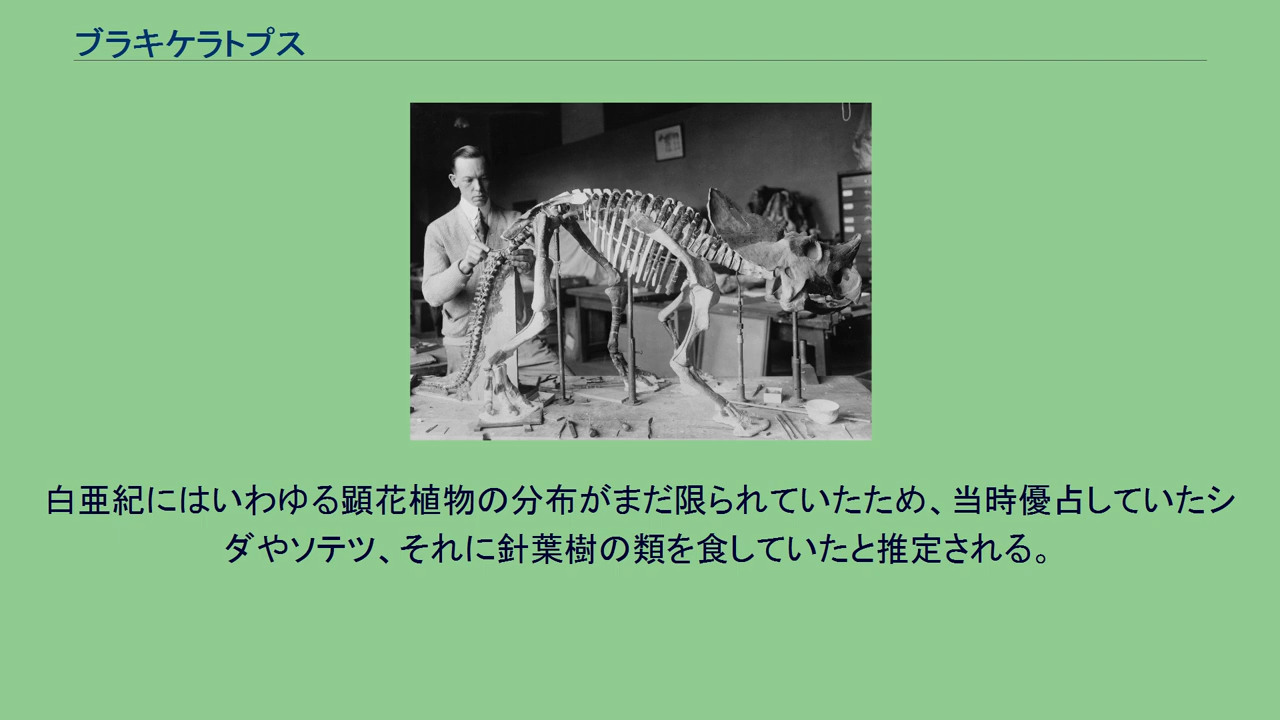 ブラキケラトプス
白亜紀にはいわゆる顕花植物の分布がまだ限られていたため、当時優占していたシ
ダやソテツ、それに針葉樹の類を食していたと推定される。